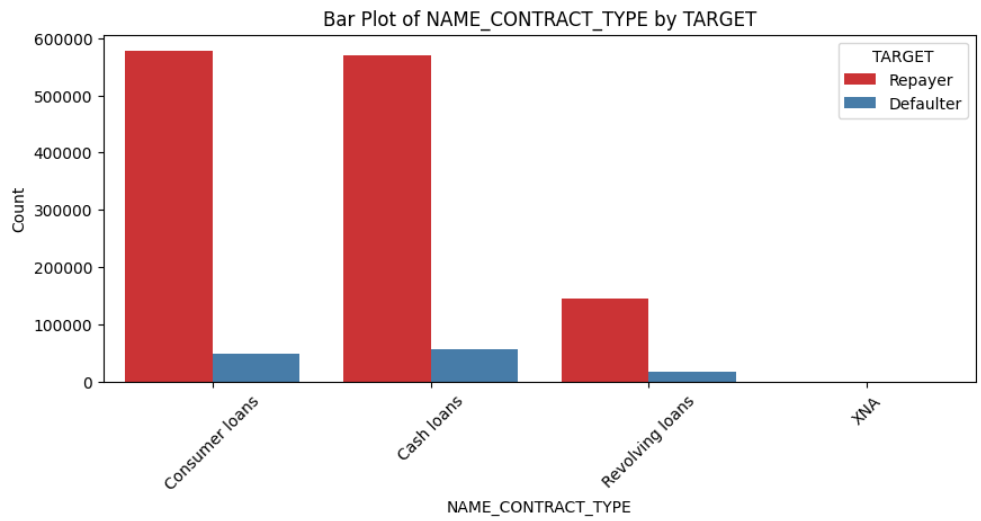 Bar Plot of NAME_CONTRACT_TYPE by TARGET
600000
500000
400000
300000
200000
100000
0
Count
TARGET
Repayer
Defaulter
Consumer loans
Cash loans
Revolving loans
XNA
NAME_CONTRACT_TYPE